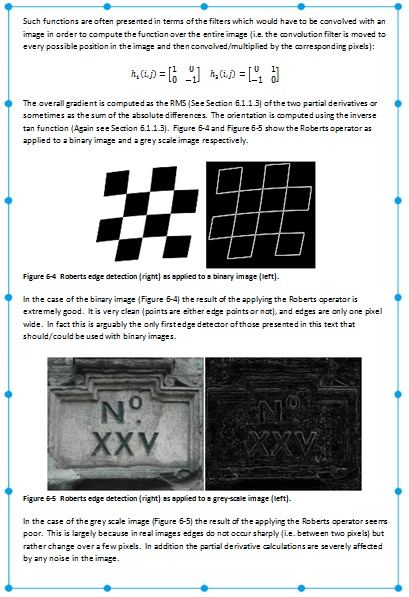 Such functions are often presented in terms of the filters which would have to be convolved with an
image in order to compute the function over the entire image (i.e. the convolution filter is moved to
every possible position in the image and then convolved/multiplied by the corresponding pixels):
h₁(i,j) = [1 0
0 −1] h₂(i,j) = [0 1
−1 0]
The overall gradient is computed as the RMS (See Section 6.1.1.3) of the two partial derivatives or
sometimes as the sum of the absolute differences. The orientation is computed using the inverse
tan function (Again see Section 6.1.1.3). Figure 6-4 and Figure 6-5 show the Roberts operator as
applied to a binary image and a grey scale image respectively.
Figure 6-4 Roberts edge detection (right) as applied to a binary image (left).
In the case of the binary image (Figure 6-4) the result of the applying the Roberts operator is
extremely good. It is very clean (points are either edge points or not), and edges are only one pixel
wide. In fact this is arguably the only first edge detector of those presented in this text that
should/could be used with binary images.
Nº XXV
Nº XXV
Figure 6-5 Roberts edge detection (right) as applied to a grey-scale image (left).
In the case of the grey scale image (Figure 6-5) the result of the applying the Roberts operator seems
poor. This is largely because in real images edges do not occur sharply (i.e. between two pixels) but
rather change over a few pixels. In addition the partial derivative calculations are severely affected
by any noise in the image.